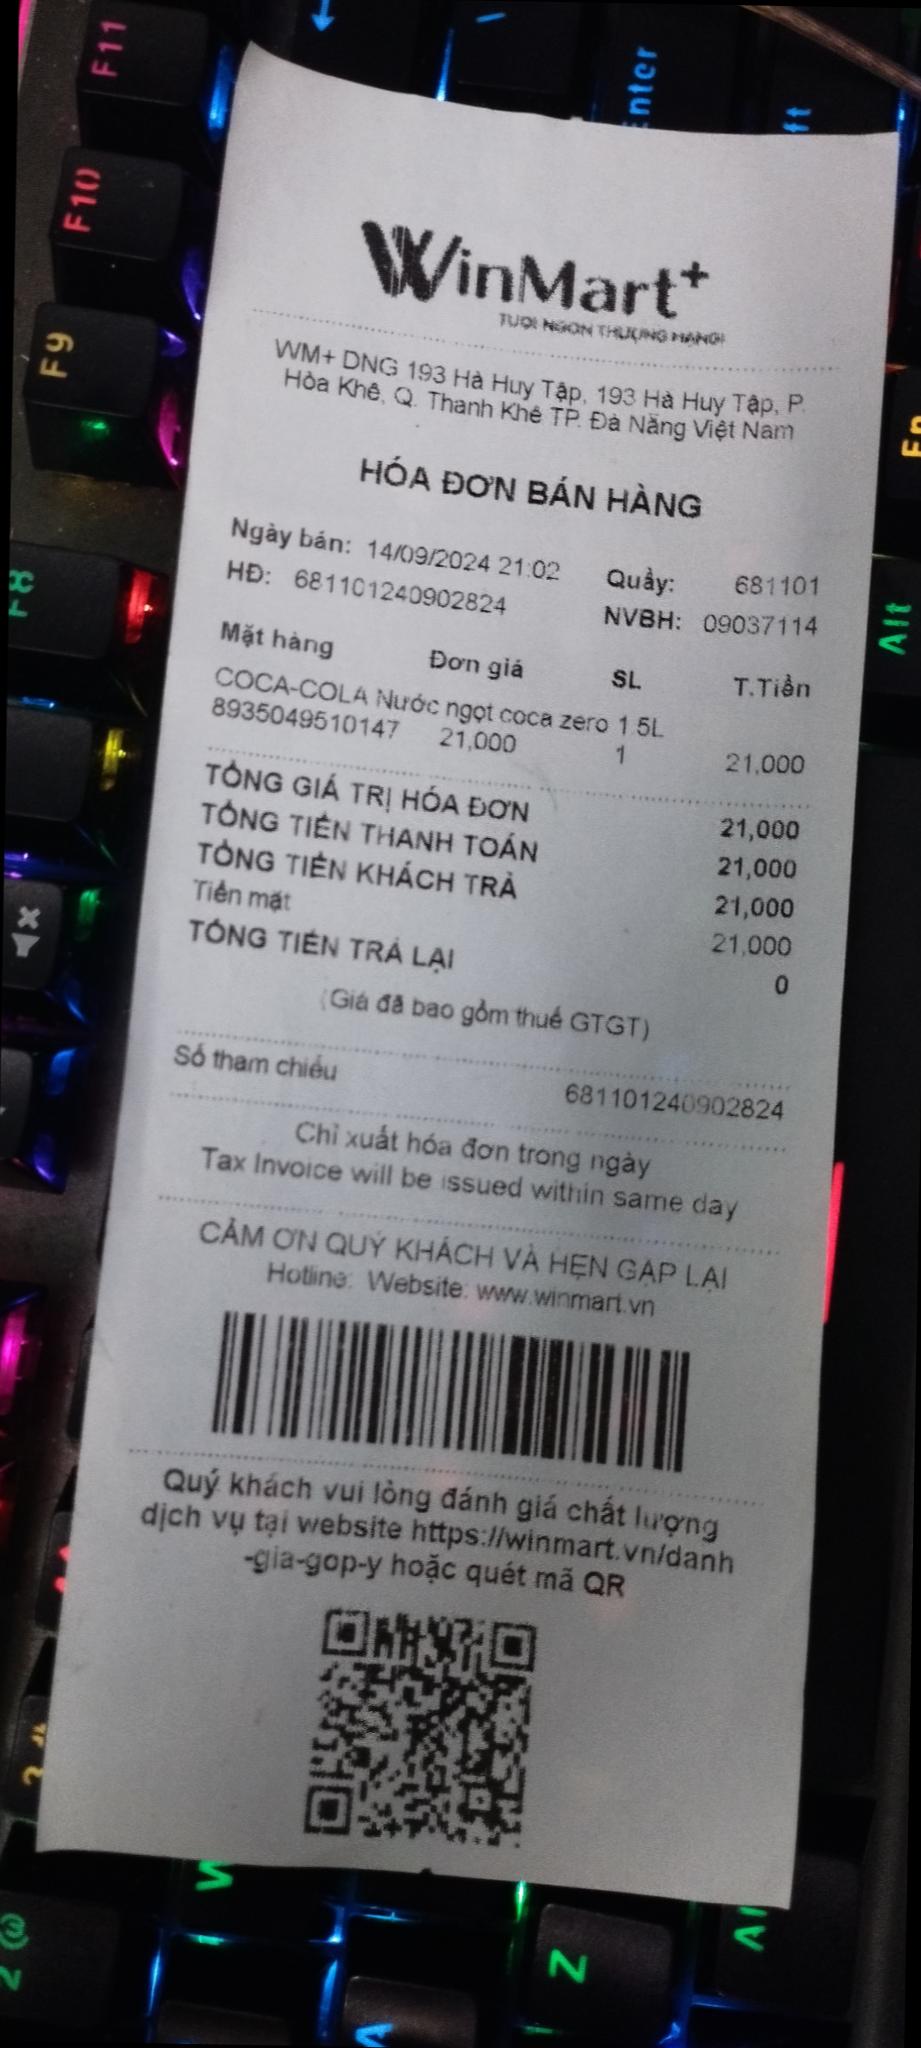 WinMart+
TƯƠI NGON THƯỢNG HẠNG!
WM+ DNG 193 Hà Huy Tập, 193 Hà Huy Tập, P.
Hòa Khê, Q. Thanh Khê TP. Đà Nẵng Việt Nam
HÓA ĐƠN BÁN HÀNG
Ngày bán: 14/09/2024 21:02 Quầy: 681101
HĐ: 681101240902824 NVBH: 09037114
Mặt hàng Đơn giá SL T.Tiền
COCA-COLA Nước ngọt coca zero 1.5L
8935049510147 21,000 1 21,000
TỔNG GIÁ TRỊ HÓA ĐƠN 21,000
TỔNG TIỀN THANH TOÁN 21,000
TỔNG TIỀN KHÁCH TRẢ 21,000
Tiền mặt 21,000
TỔNG TIỀN TRẢ LẠI 0
(Giá đã bao gồm thuế GTGT)
Số tham chiếu 681101240902824
Chỉ xuất hóa đơn trong ngày
Tax Invoice will be issued within same day
CẢM ƠN QUÝ KHÁCH VÀ HẸN GẶP LẠI
Hotline: Website: www.winmart.vn
Quý khách vui lòng đánh giá chất lượng
dịch vụ tại website https://winmart.vn/danh
-gia-gop-y hoặc quét mã QR
F11
F10
F9
F8
Enter
Alt
Z